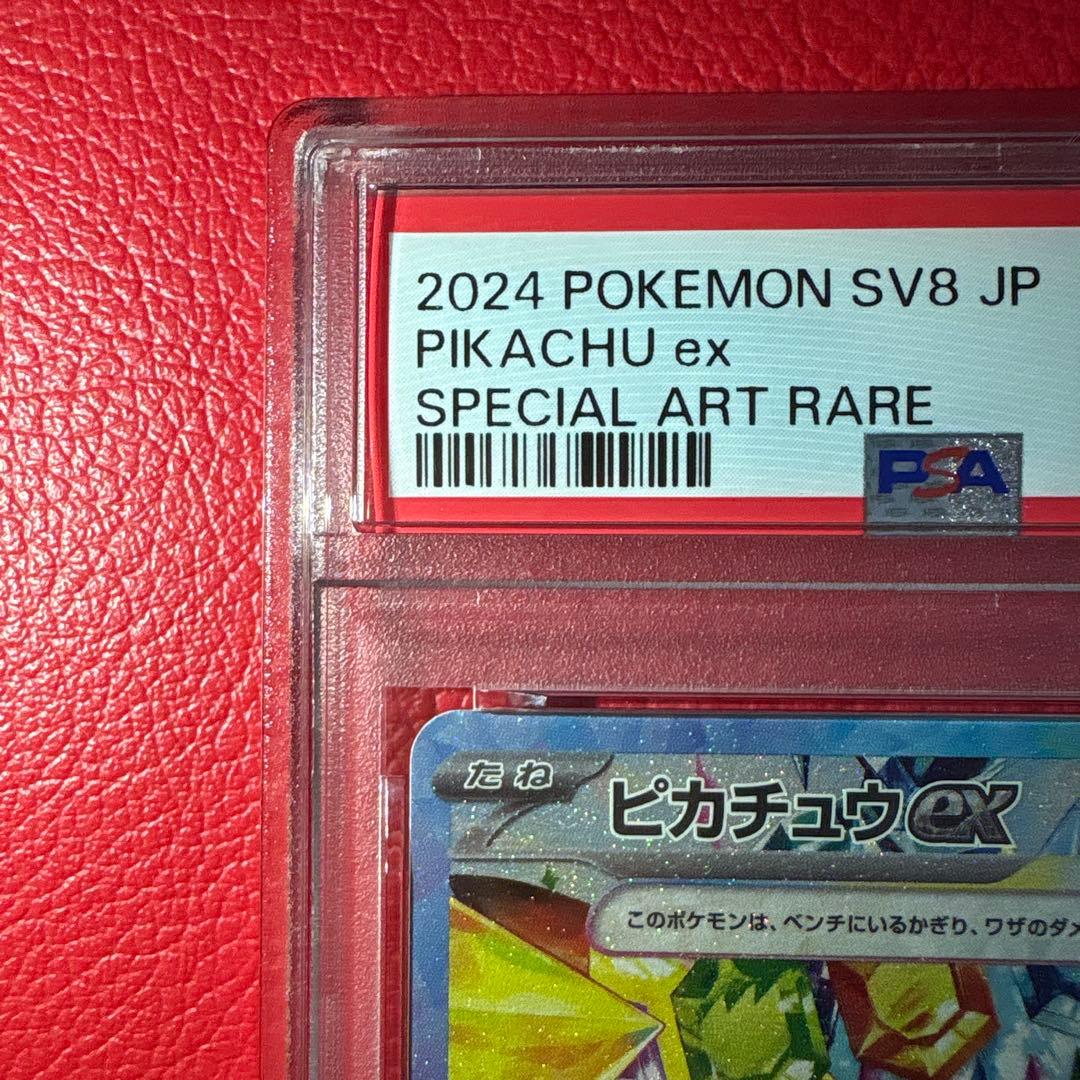 2024 POKEMON SV8 JP
PIKACHU ex
SPECIAL ART RARE
PSA
たね
ピカチュウex
このポケモンは、ベンチにいるかぎり、ワザのダメ